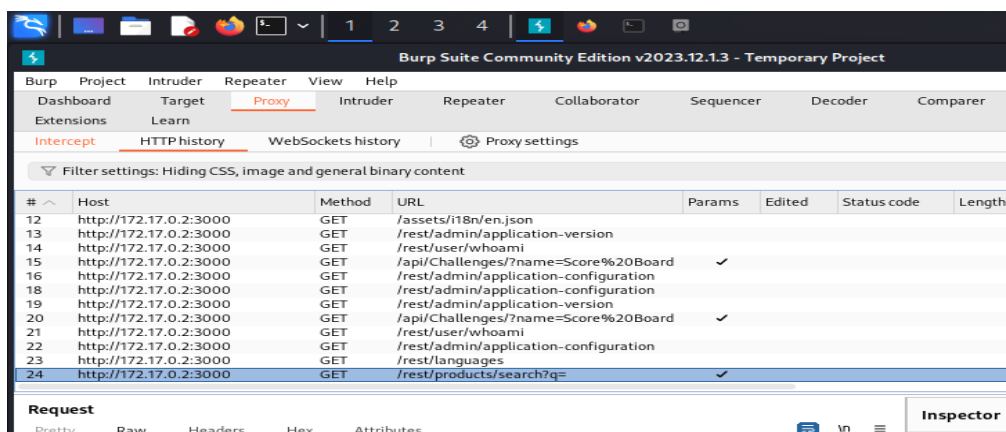 1 2 3 4
Burp Suite Community Edition v2023.12.1.3 - Temporary Project
Burp Project Intruder Repeater View Help
Dashboard Target Proxy Intruder Repeater Collaborator Sequencer Decoder Comparer
Extensions Learn
Intercept HTTP history WebSockets history Proxy settings
Filter settings: Hiding CSS, image and general binary content
# Host Method URL Params Edited Status code Length
12 http://172.17.0.2:3000 GET /assets/i18n/en.json
13 http://172.17.0.2:3000 GET /rest/admin/application-version
14 http://172.17.0.2:3000 GET /rest/user/whoami
15 http://172.17.0.2:3000 GET /api/Challenges/?name=Score%20Board ✓
16 http://172.17.0.2:3000 GET /rest/admin/application-configuration
18 http://172.17.0.2:3000 GET /rest/admin/application-configuration
19 http://172.17.0.2:3000 GET /rest/admin/application-version
20 http://172.17.0.2:3000 GET /api/Challenges/?name=Score%20Board ✓
21 http://172.17.0.2:3000 GET /rest/user/whoami
22 http://172.17.0.2:3000 GET /rest/admin/application-configuration
23 http://172.17.0.2:3000 GET /rest/languages
24 http://172.17.0.2:3000 GET /rest/products/search?q= ✓
Request Inspector
Pretty Raw Headers Hex Attributes \n